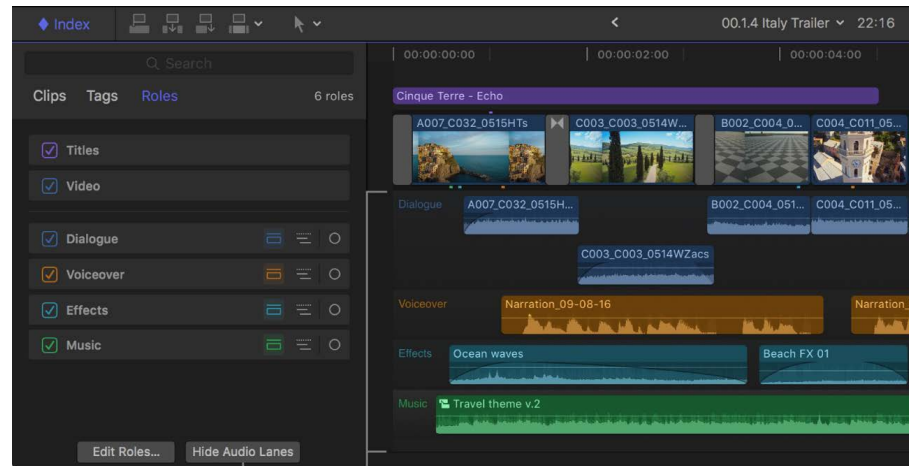 Index
00.1.4 Italy Trailer
22:16
Search
00:00:00:00
00:00:02:00
00:00:04:00
Clips Tags Roles 6 roles
Cinque Terre - Echo
A007_C032_0515HTs
C003_C003_0514W...
B002_C004_0...
C004_C011_05...
Titles
Video
Dialogue
Voiceover
Effects
Music
Dialogue
A007_C032_0515H...
B002_C004_051...
C004_C011_05...
C003_C003_0514WZacs
Voiceover
Narration_09-08-16
Narration_
Effects
Ocean waves
Beach FX 01
Music
Travel theme v.2
Edit Roles...
Hide Audio Lanes